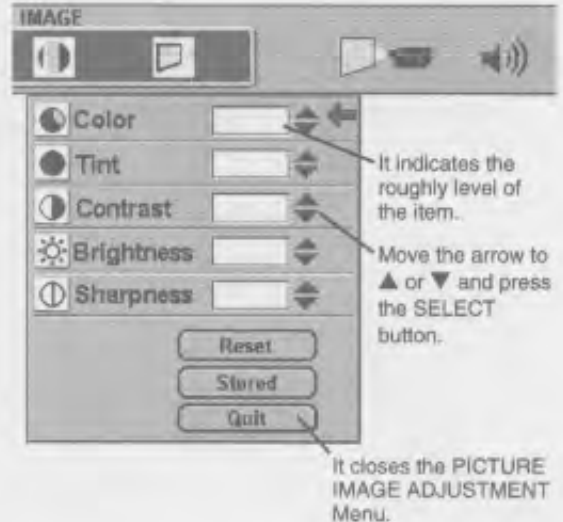 IMAGE
Color
Tint
Contrast
Brightness
Sharpness
It indicates the
roughly level of
the item.
Move the arrow to
▲ or ▼ and press
the SELECT
button.
Reset
Stored
Quit
It closes the PICTURE
IMAGE ADJUSTMENT
Menu.